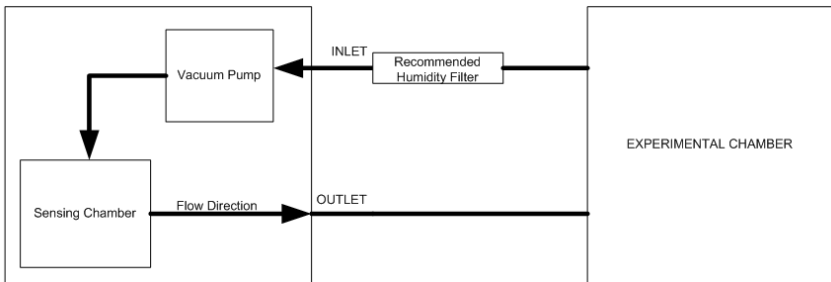 INLET
Recommended
Humidity Filter
Vacuum Pump
EXPERIMENTAL CHAMBER
OUTLET
Flow Direction
Sensing Chamber